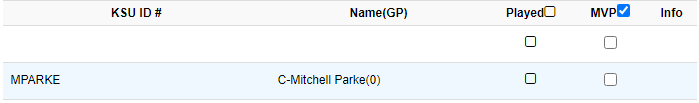 KSU ID # Name(GP) Played MVP Info
MPARKE C-Mitchell Parke(0)